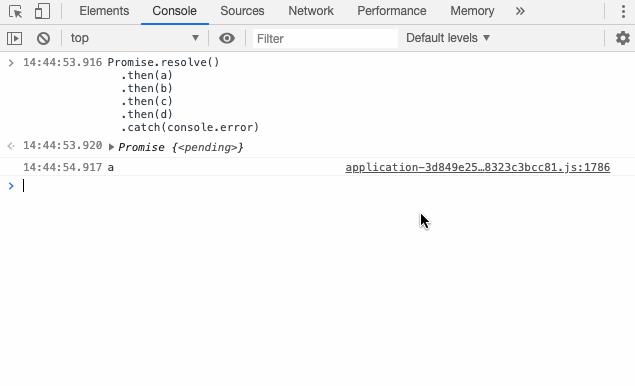 Elements Console Sources Network Performance Memory »
top ▼ Filter Default levels ▼
> 14:44:53.916 Promise.resolve()
.then(a)
.then(b)
.then(c)
.then(d)
.catch(console.error)
14:44:53.920 ▶ Promise {<pending>}
14:44:54.917 a application-3d849e25…8323c3bcc81.js:1786
>